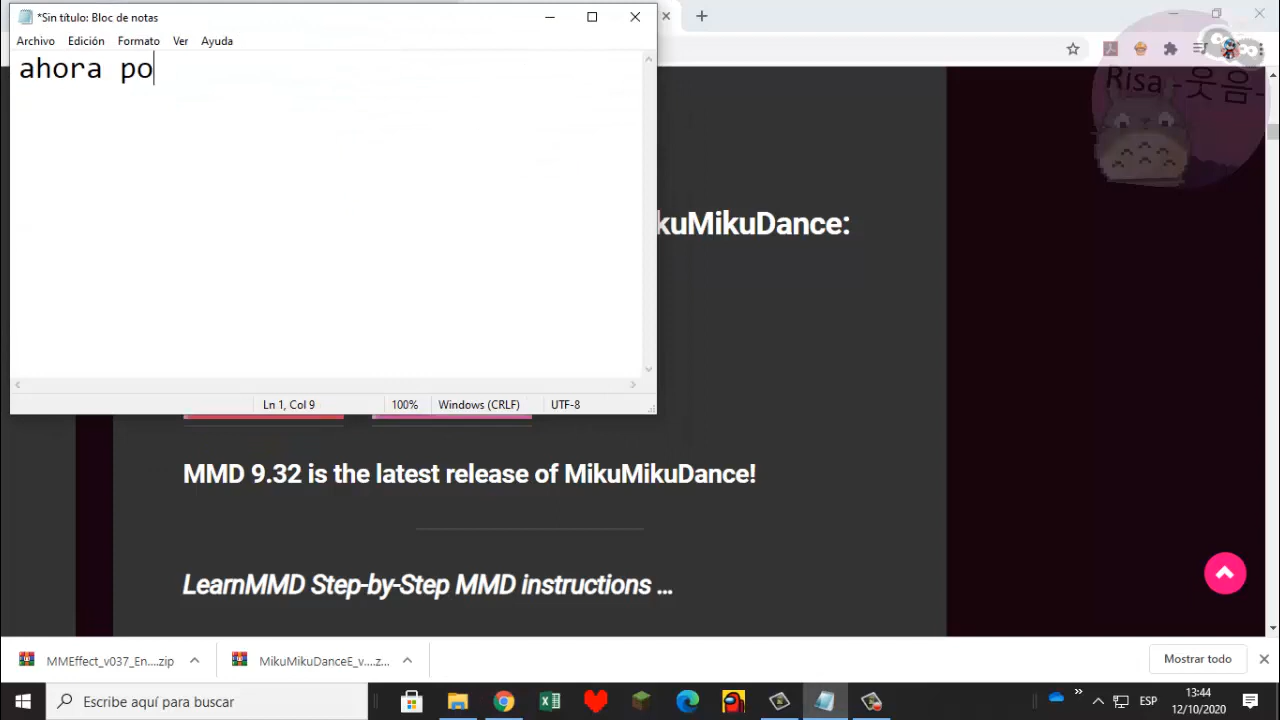 *Sin título: Bloc de notas
Archivo Edición Formato Ver Ayuda
ahora po
Ln 1, Col 9 100% Windows (CRLF) UTF-8
Risa -웃음-
kuMikuDance:
MMD 9.32 is the latest release of MikuMikuDance!
LearnMMD Step-by-Step MMD instructions ...
MMEffect_v037_En....zip
MikuMikuDanceE_v....z...
Mostrar todo
Escribe aquí para buscar
ESP
13:44
12/10/2020